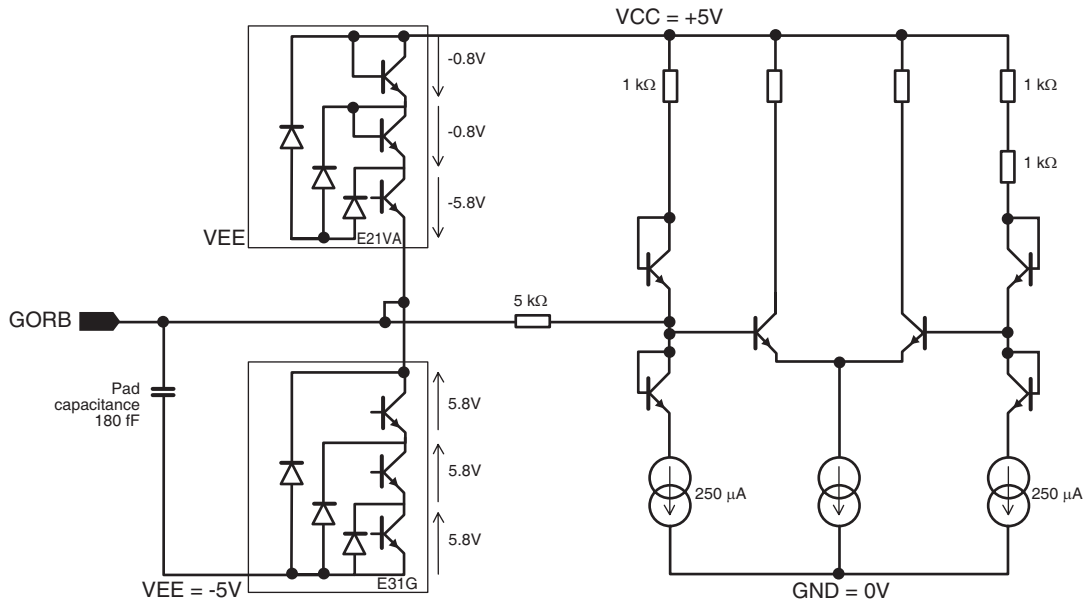 VCC = +5V
-0.8V
1 kΩ
1 kΩ
-0.8V
1 kΩ
-5.8V
VEE
E21VA
5 kΩ
GORB
Pad
capacitance
180 fF
5.8V
5.8V
250 μA
250 μA
5.8V
E31G
VEE = -5V
GND = 0V